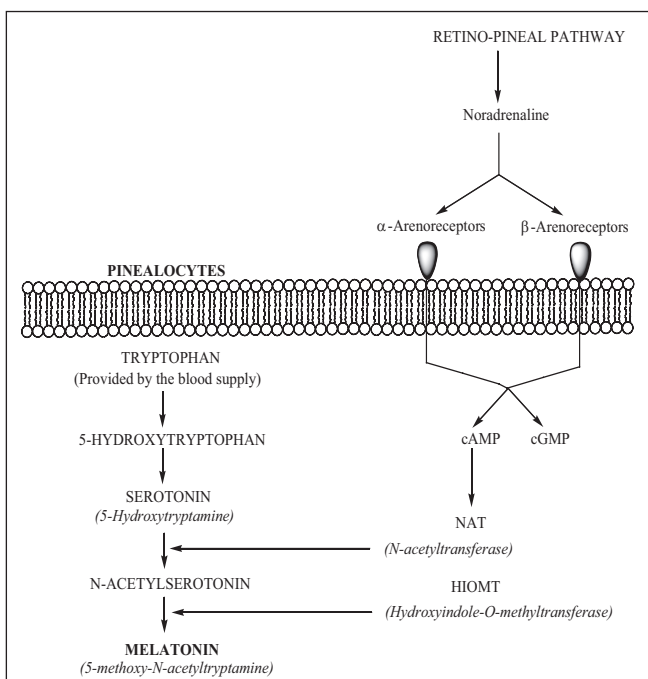 RETINO-PINEAL PATHWAY
Noradrenaline
α-Arenoreceptors
β-Arenoreceptors
PINEALOCYTES
TRYPTOPHAN
(Provided by the blood supply)
5-HYDROXYTRYPTOPHAN
cAMP
cGMP
SEROTONIN
(5-Hydroxytryptamine)
NAT
(N-acetyltransferase)
N-ACETYLSEROTONIN
HIOMT
(Hydroxyindole-O-methyltransferase)
MELATONIN
(5-methoxy-N-acetyltryptamine)